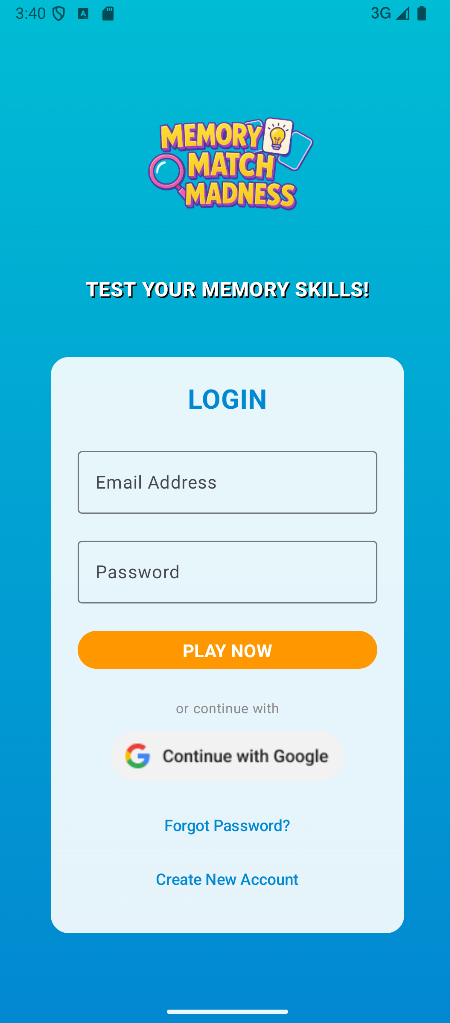 3:40
A
3G
MEMORY
MATCH
MADNESS
TEST YOUR MEMORY SKILLS!
LOGIN
Email Address
Password
PLAY NOW
or continue with
G Continue with Google
Forgot Password?
Create New Account